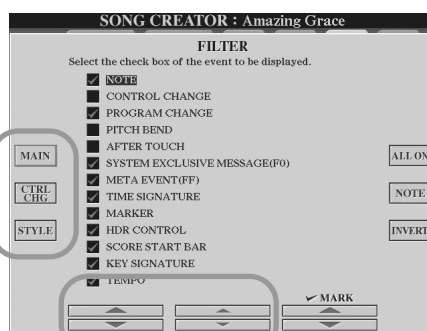 SONG CREATOR : Amazing Grace
FILTER
Select the check box of the event to be displayed.
NOTE
CONTROL CHANGE
PROGRAM CHANGE
PITCH BEND
AFTER TOUCH
SYSTEM EXCLUSIVE MESSAGE(F0)
META EVENT(FF)
TIME SIGNATURE
MARKER
HDR CONTROL
SCORE START BAR
KEY SIGNATURE
TEMPO
MAIN
CTRL
CHG
STYLE
ALL ON
NOTE
INVERT
MARK